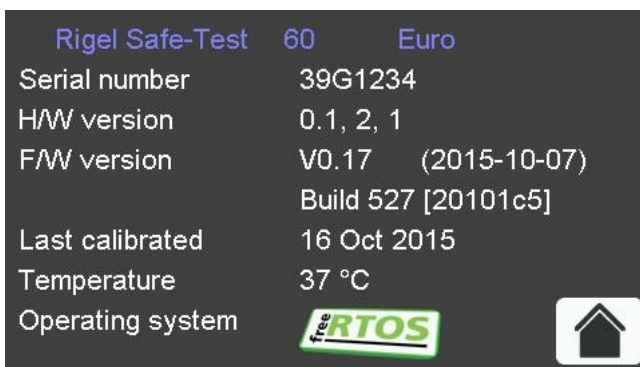 Rigel Safe-Test 60 Euro
Serial number 39G1234
H/W version 0.1, 2, 1
F/W version V0.17 (2015-10-07)
Build 527 [20101c5]
Last calibrated 16 Oct 2015
Temperature 37 °C
Operating system free RTOS